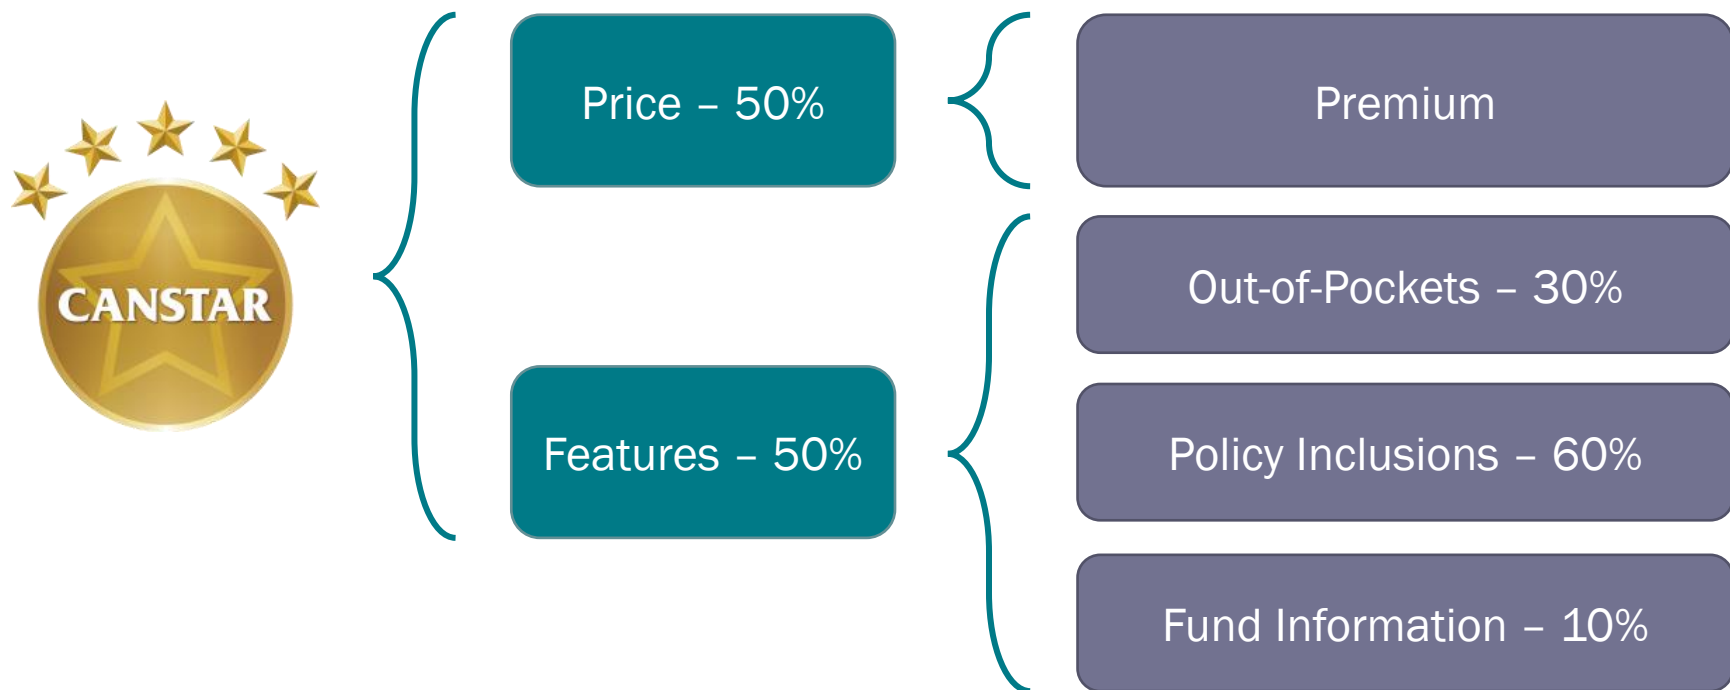 CANSTAR
Price – 50%
Premium
Features – 50%
Out-of-Pockets – 30%
Policy Inclusions – 60%
Fund Information – 10%